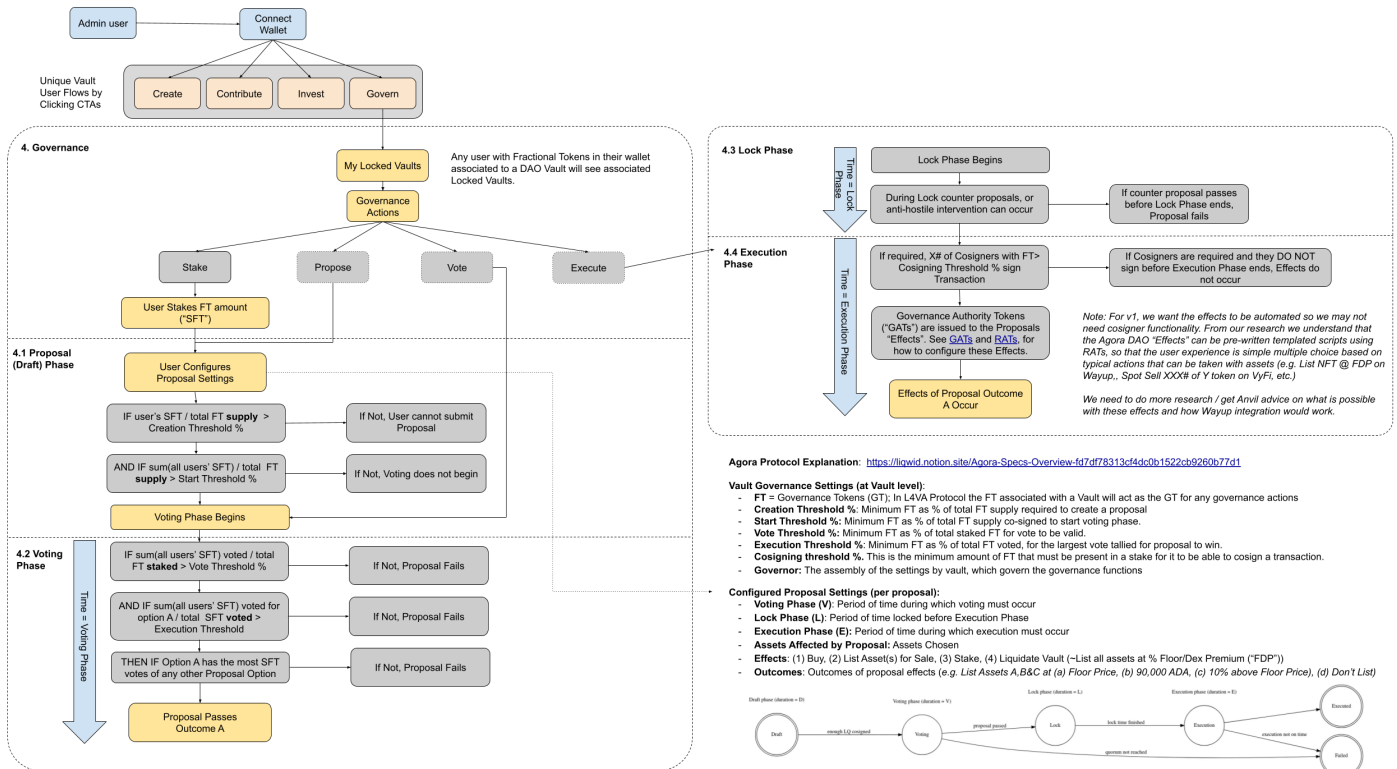 Admin user
Connect
Wallet
Unique Vault
User Flows by
Clicking CTAs
Create
Contribute
Invest
Govern
4. Governance
My Locked Vaults
Any user with Fractional Tokens in their wallet
associated to a DAO Vault will see associated
Locked Vaults.
Governance
Actions
Stake
Propose
Vote
Execute
User Stakes FT amount
(“SFT”)
4.1 Proposal
(Draft) Phase
User Configures
Proposal Settings
IF user's SFT / total FT supply >
Creation Threshold %
If Not, User cannot submit
Proposal
AND IF sum(all users' SFT) / total FT
supply > Start Threshold %
If Not, Voting does not begin
Voting Phase Begins
4.2 Voting
Phase
Time = Voting Phase
IF sum(all users' SFT) voted / total
FT staked > Vote Threshold %
If Not, Proposal Fails
AND IF sum(all users' SFT) voted for
option A / total SFT voted >
Execution Threshold
If Not, Proposal Fails
THEN IF Option A has the most SFT
votes of any other Proposal Option
If Not, Proposal Fails
Proposal Passes
Outcome A
4.3 Lock Phase
Time = Lock
Phase
Lock Phase Begins
During Lock counter proposals, or
anti-hostile intervention can occur
If counter proposal passes
before Lock Phase ends,
Proposal fails
4.4 Execution
Phase
Time = Execution Phase
If required, X# of Cosigners with FT>
Cosigning Threshold % sign
Transaction
If Cosigners are required and they DO NOT
sign before Execution Phase ends, Effects do
not occur
Governance Authority Tokens
(“GATs”) are issued to the Proposals
“Effects”. See GATs and RATs, for
how to configure these Effects.
Effects of Proposal Outcome
A Occur
Note: For v1, we want the effects to be automated so we may not
need cosigner functionality. From our research we understand that
the Agora DAO “Effects” can be pre-written templated scripts using
RATs, so that the user experience is simple multiple choice based on
typical actions that can be taken with assets (e.g. List NFT @ FDP on
Wayup,, Spot Sell XXX# of Y token on VyFi, etc.)
We need to do more research / get Anvil advice on what is possible
with these effects and how Wayup integration would work.
Agora Protocol Explanation: https://liqwid.notion.site/Agora-Specs-Overview-fd7df78313cf4dc0b1522cb9260b77d1
Vault Governance Settings (at Vault level):
- FT = Governance Tokens (GT); In L4VA Protocol the FT associated with a Vault will act as the GT for any governance actions
- Creation Threshold %: Minimum FT as % of total FT supply required to create a proposal
- Start Threshold %: Minimum FT as % of total FT supply co-signed to start voting phase.
- Vote Threshold %: Minimum FT as % of total staked FT for vote to be valid.
- Execution Threshold %: Minimum FT as % of total FT voted, for the largest vote tallied for proposal to win.
- Cosigning threshold %. This is the minimum amount of FT that must be present in a stake for it to be able to cosign a transaction.
- Governor: The assembly of the settings by vault, which govern the governance functions
Configured Proposal Settings (per proposal):
- Voting Phase (V): Period of time during which voting must occur
- Lock Phase (L): Period of time locked before Execution Phase
- Execution Phase (E): Period of time during which execution must occur
- Assets Affected by Proposal: Assets Chosen
- Effects: (1) Buy, (2) List Asset(s) for Sale, (3) Stake, (4) Liquidate Vault (~List all assets at % Floor/Dex Premium (“FDP”))
- Outcomes: Outcomes of proposal effects (e.g. List Assets A,B&C at (a) Floor Price, (b) 90,000 ADA, (c) 10% above Floor Price), (d) Don't List)
Draft phase (duration = D)
Voting phase (duration = V)
Lock phase (duration = L)
Execution phase (duration = E)
Draft
enough LQ cosigned
Voting
proposal passed
Lock
lock time finished
Execution
Executed
execution not on time
quorum not reached
Failed